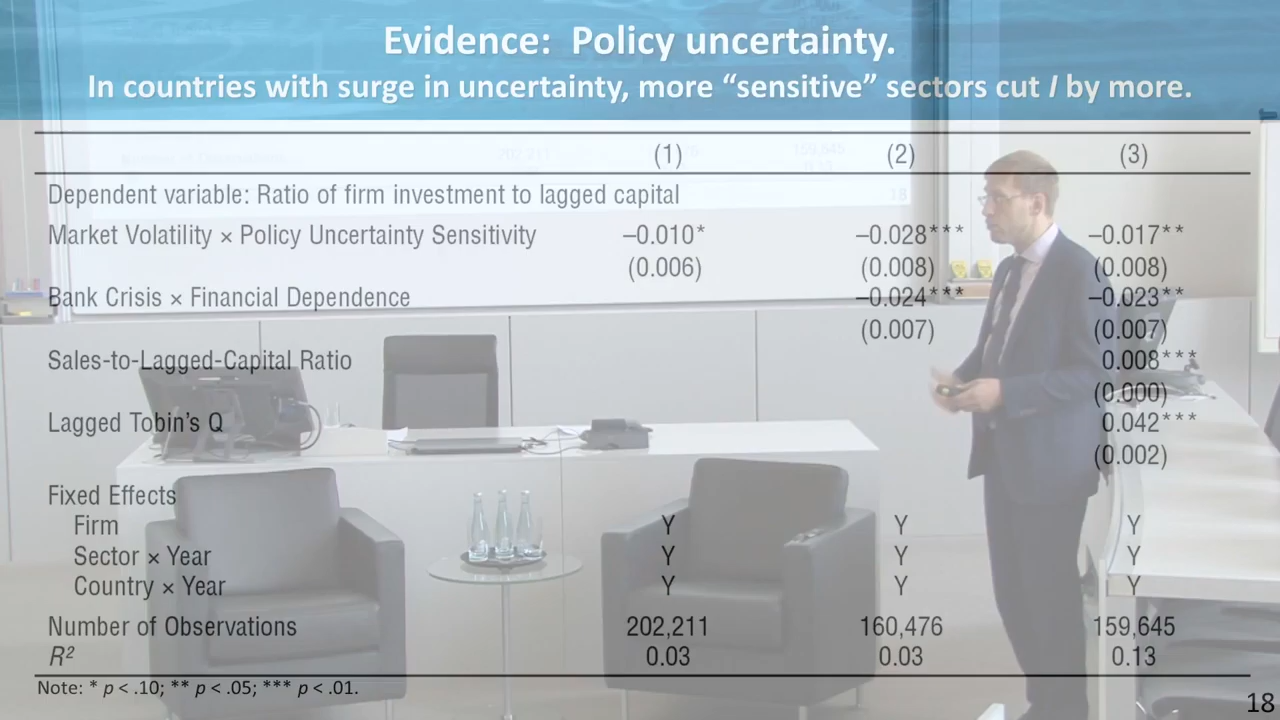 Evidence: Policy uncertainty.
In countries with surge in uncertainty, more “sensitive” sectors cut I by more.
(1) (2) (3)
Dependent variable: Ratio of firm investment to lagged capital
Market Volatility × Policy Uncertainty Sensitivity –0.010* –0.028*** –0.017**
(0.006) (0.008) (0.008)
Bank Crisis × Financial Dependence –0.024*** –0.023**
(0.007) (0.007)
Sales-to-Lagged-Capital Ratio 0.008***
(0.000)
Lagged Tobin’s Q 0.042***
(0.002)
Fixed Effects
Firm Y Y Y
Sector × Year Y Y Y
Country × Year Y Y Y
Number of Observations 202,211 160,476 159,645
R² 0.03 0.03 0.13
Note: * p < .10; ** p < .05; *** p < .01.
18